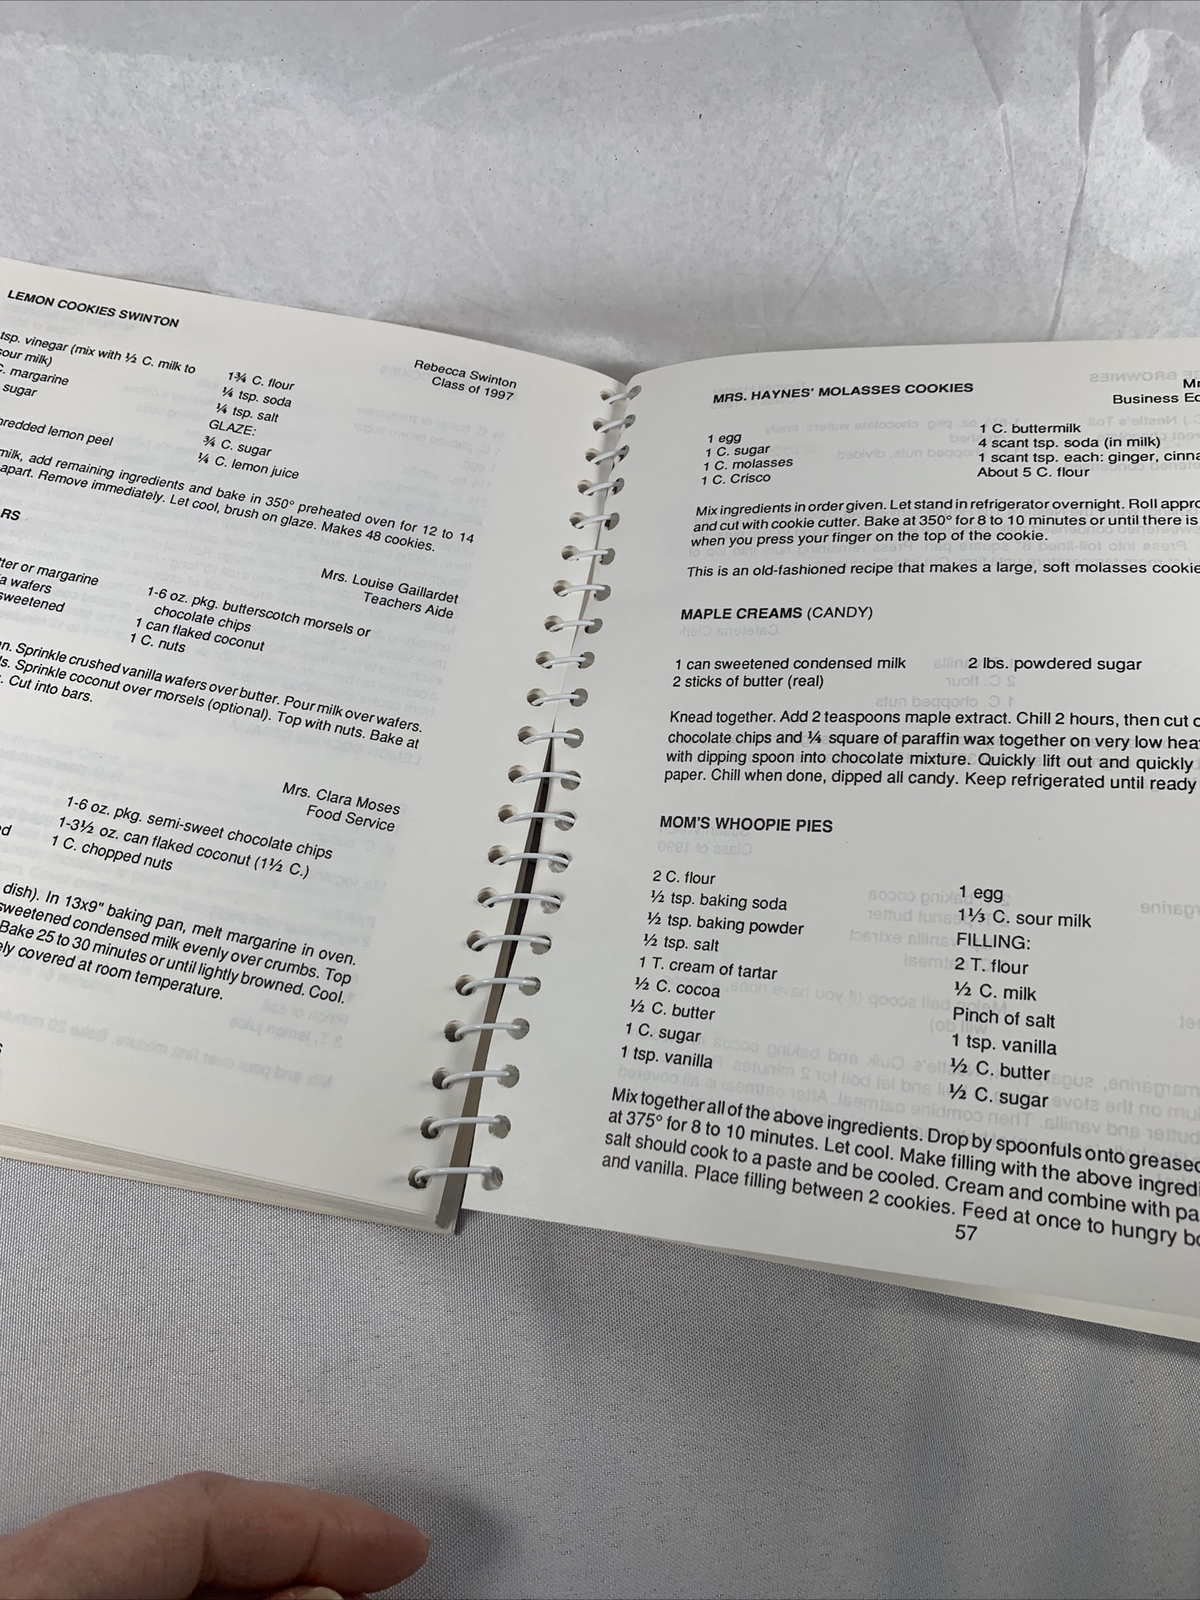 LEMON COOKIES SWINTON
Rebecca Swinton
Class of 1997
tsp. vinegar (mix with ½ C. milk to
sour milk)
margarine
sugar
shredded lemon peel
1¾ C. flour
¼ tsp. soda
¼ tsp. salt
GLAZE:
¾ C. sugar
¼ C. lemon juice
milk, add remaining ingredients and bake in 350° preheated oven for 12 to 14
apart. Remove immediately. Let cool, brush on glaze. Makes 48 cookies.
Mrs. Louise Gaillardet
Teachers Aide
or margarine
wafers
sweetened
1-6 oz. pkg. butterscotch morsels or
chocolate chips
1 can flaked coconut
1 C. nuts
Sprinkle crushed vanilla wafers over butter. Pour milk over wafers.
Sprinkle coconut over morsels (optional). Top with nuts. Bake at
Cut into bars.
Mrs. Clara Moses
Food Service
1-6 oz. pkg. semi-sweet chocolate chips
1-3½ oz. can flaked coconut (1½ C.)
1 C. chopped nuts
dish). In 13x9" baking pan, melt margarine in oven.
sweetened condensed milk evenly over crumbs. Top
Bake 25 to 30 minutes or until lightly browned. Cool.
covered at room temperature.
MRS. HAYNES' MOLASSES COOKIES
Business
1 egg
1 C. sugar
1 C. molasses
1 C. Crisco
1 C. buttermilk
4 scant tsp. soda (in milk)
1 scant tsp. each: ginger,
About 5 C. flour
Mix ingredients in order given. Let stand in refrigerator overnight. Roll
and cut with cookie cutter. Bake at 350° for 8 to 10 minutes or until there is
when you press your finger on the top of the cookie.
This is an old-fashioned recipe that makes a large, soft molasses cookie
MAPLE CREAMS (CANDY)
1 can sweetened condensed milk
2 sticks of butter (real)
2 lbs. powdered sugar
Knead together. Add 2 teaspoons maple extract. Chill 2 hours, then cut
chocolate chips and ¼ square of paraffin wax together on very low
with dipping spoon into chocolate mixture. Quickly lift out and quickly
paper. Chill when done, dipped all candy. Keep refrigerated until ready
MOM'S WHOOPIE PIES
2 C. flour
½ tsp. baking soda
½ tsp. baking powder
½ tsp. salt
1 T. cream of tartar
½ C. cocoa
½ C. butter
1 C. sugar
1 tsp. vanilla
1 egg
1⅓ C. sour milk
FILLING:
2 T. flour
½ C. milk
Pinch of salt
1 tsp. vanilla
½ C. butter
½ C. sugar
Mix together all of the above ingredients. Drop by spoonfuls onto greased
at 375° for 8 to 10 minutes. Let cool. Make filling with the above
salt should cook to a paste and be cooled. Cream and combine with
and vanilla. Place filling between 2 cookies. Feed at once to hungry
57